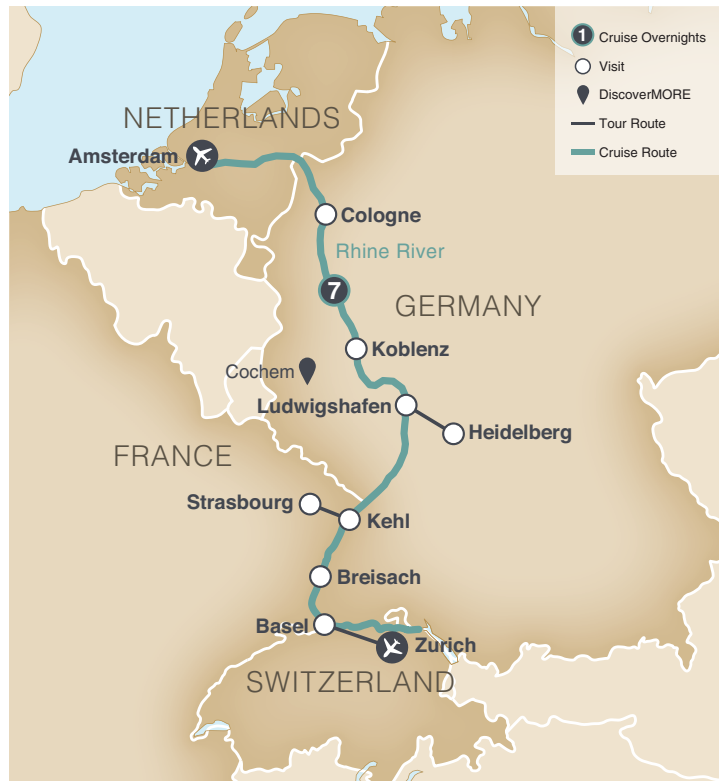 1 Cruise Overnights
Visit
DiscoverMORE
Tour Route
Cruise Route
NETHERLANDS
Amsterdam
Cologne
Rhine River
7
GERMANY
Koblenz
Cochem
Ludwigshafen
Heidelberg
FRANCE
Strasbourg
Kehl
Breisach
Basel
Zurich
SWITZERLAND